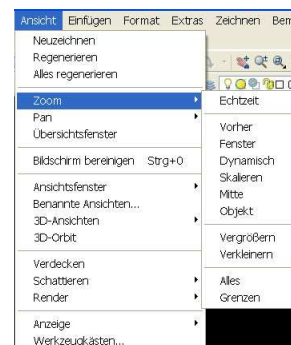 Ansicht Einfügen Format Extras Zeichnen Bem
Neuzeichnen
Regenerieren
Alles regenerieren
Zoom
Pan
Übersichtsfenster
Bildschirm bereinigen Strg+0
Ansichtsfenster
Benannte Ansichten...
3D-Ansichten
3D-Orbit
Verdecken
Schattieren
Render
Anzeige
Werkzeugkästen...
Echtzeit
Vorher
Fenster
Dynamisch
Skalieren
Mitte
Objekt
Vergrößern
Verkleinern
Alles
Grenzen